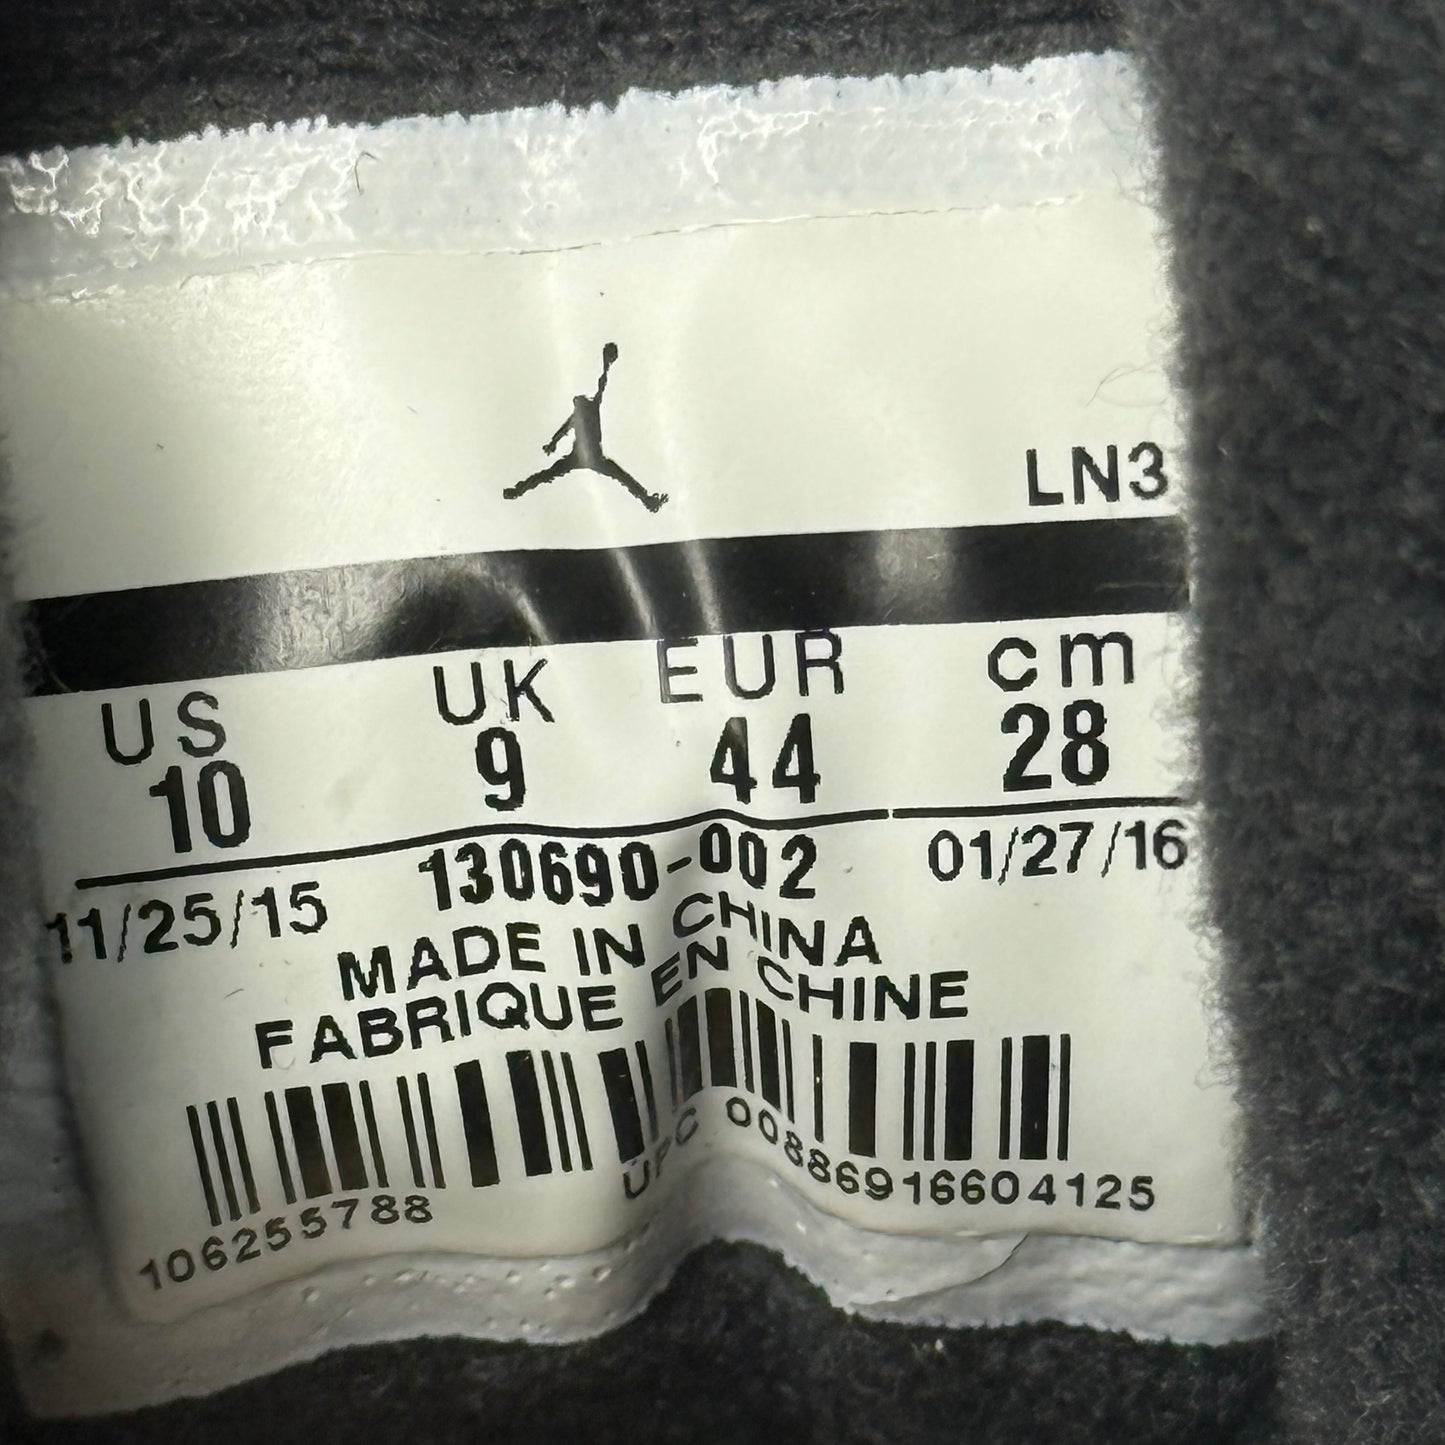 LN3
US UK EUR cm
10 9 44 28
11/25/15 130690-002 01/27/16
MADE IN CHINA
FABRIQUE EN CHINE
106255788 UPC 00886916604125